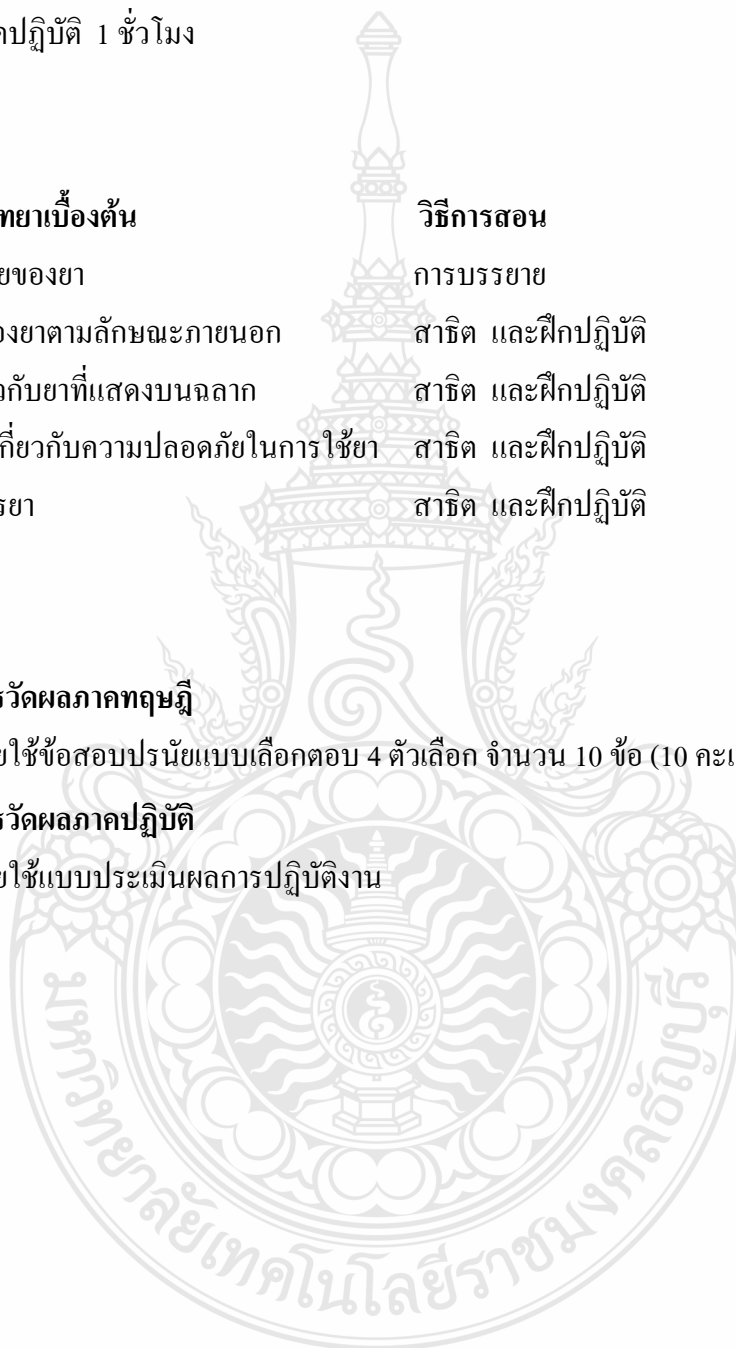 คปฏิบัติ 1 ชั่วโมง
ทยาเบื้องต้น วิธีการสอน
ยของยา การบรรยาย
องยาตามลักษณะภายนอก สาธิต และฝึกปฏิบัติ
วกับยาที่แสดงบนฉลาก สาธิต และฝึกปฏิบัติ
กี่ยวกับความปลอดภัยในการใช้ยา สาธิต และฝึกปฏิบัติ
รยา สาธิต และฝึกปฏิบัติ
รวัดผลภาคทฤษฎี
ยใช้ข้อสอบปรนัยแบบเลือกตอบ 4 ตัวเลือก จำนวน 10 ข้อ (10 คะแ
รวัดผลภาคปฏิบัติ
ยใช้แบบประเมินผลการปฏิบัติงาน
มหาวิทยาลัยเทคโนโลยีราชมงคลธัญบุรี